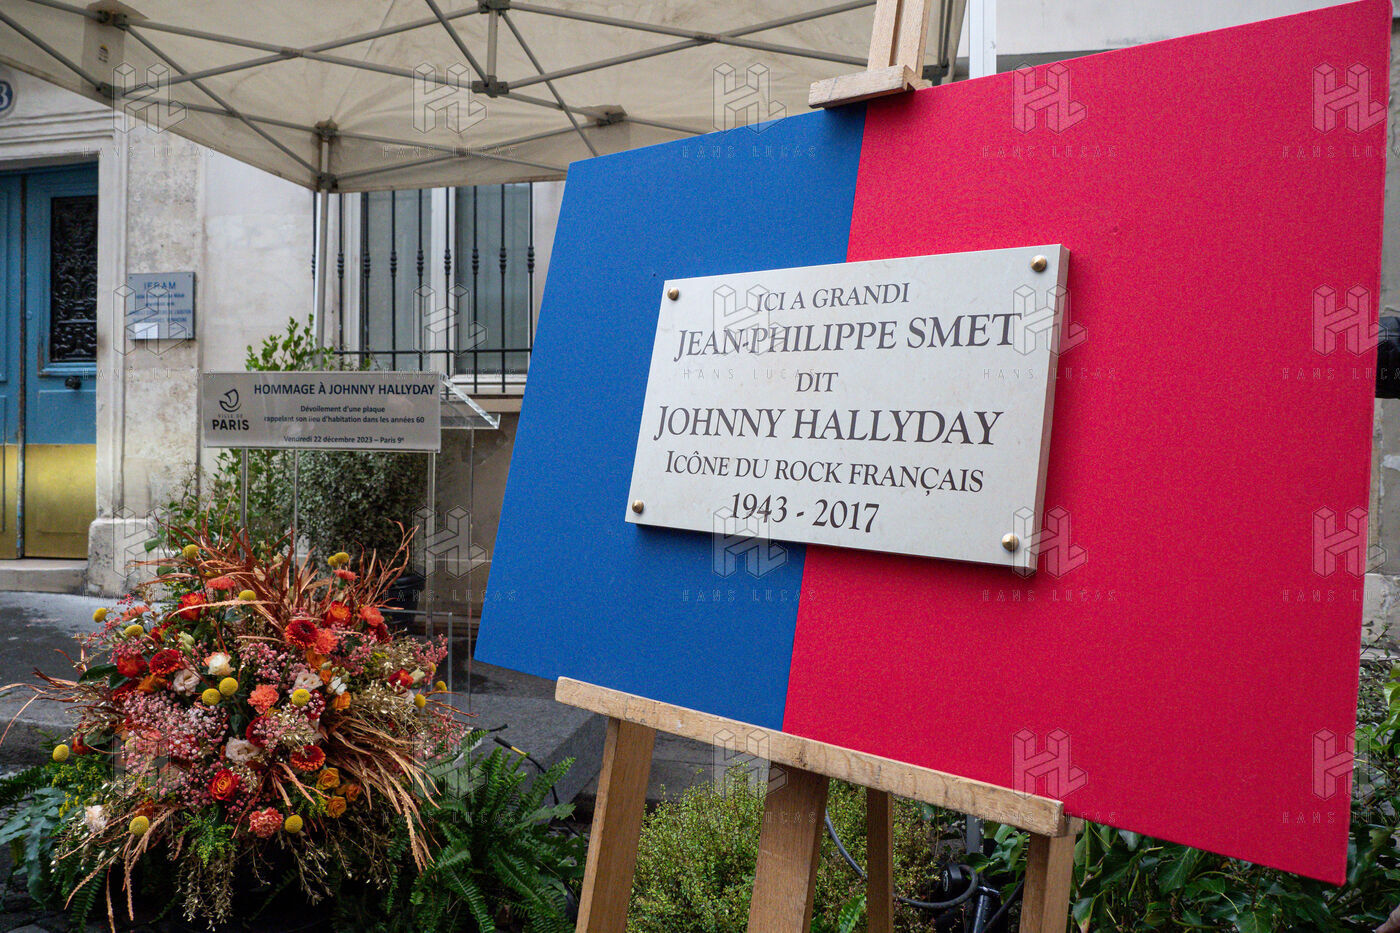 ICI A GRANDI
JEAN-PHILIPPE SMET
DIT
JOHNNY HALLYDAY
ICÔNE DU ROCK FRANÇAIS
1943 - 2017
VILLE DE
PARIS
HOMMAGE À JOHNNY HALLYDAY
Dévoilement d'une plaque
rappelant son lieu d'habitation dans les années 60
Vendredi 22 décembre 2023 – Paris 9e
HANS LUCAS